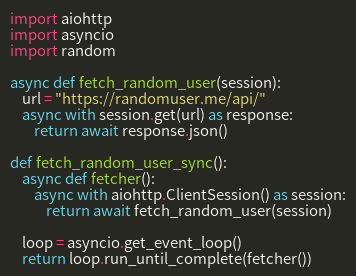 import aiohttp
import asyncio
import random

async def fetch_random_user(session):
    url = "https://randomuser.me/api/"
    async with session.get(url) as response:
        return await response.json()

def fetch_random_user_sync():
    async def fetcher():
        async with aiohttp.ClientSession() as session:
            return await fetch_random_user(session)

    loop = asyncio.get_event_loop()
    return loop.run_until_complete(fetcher())